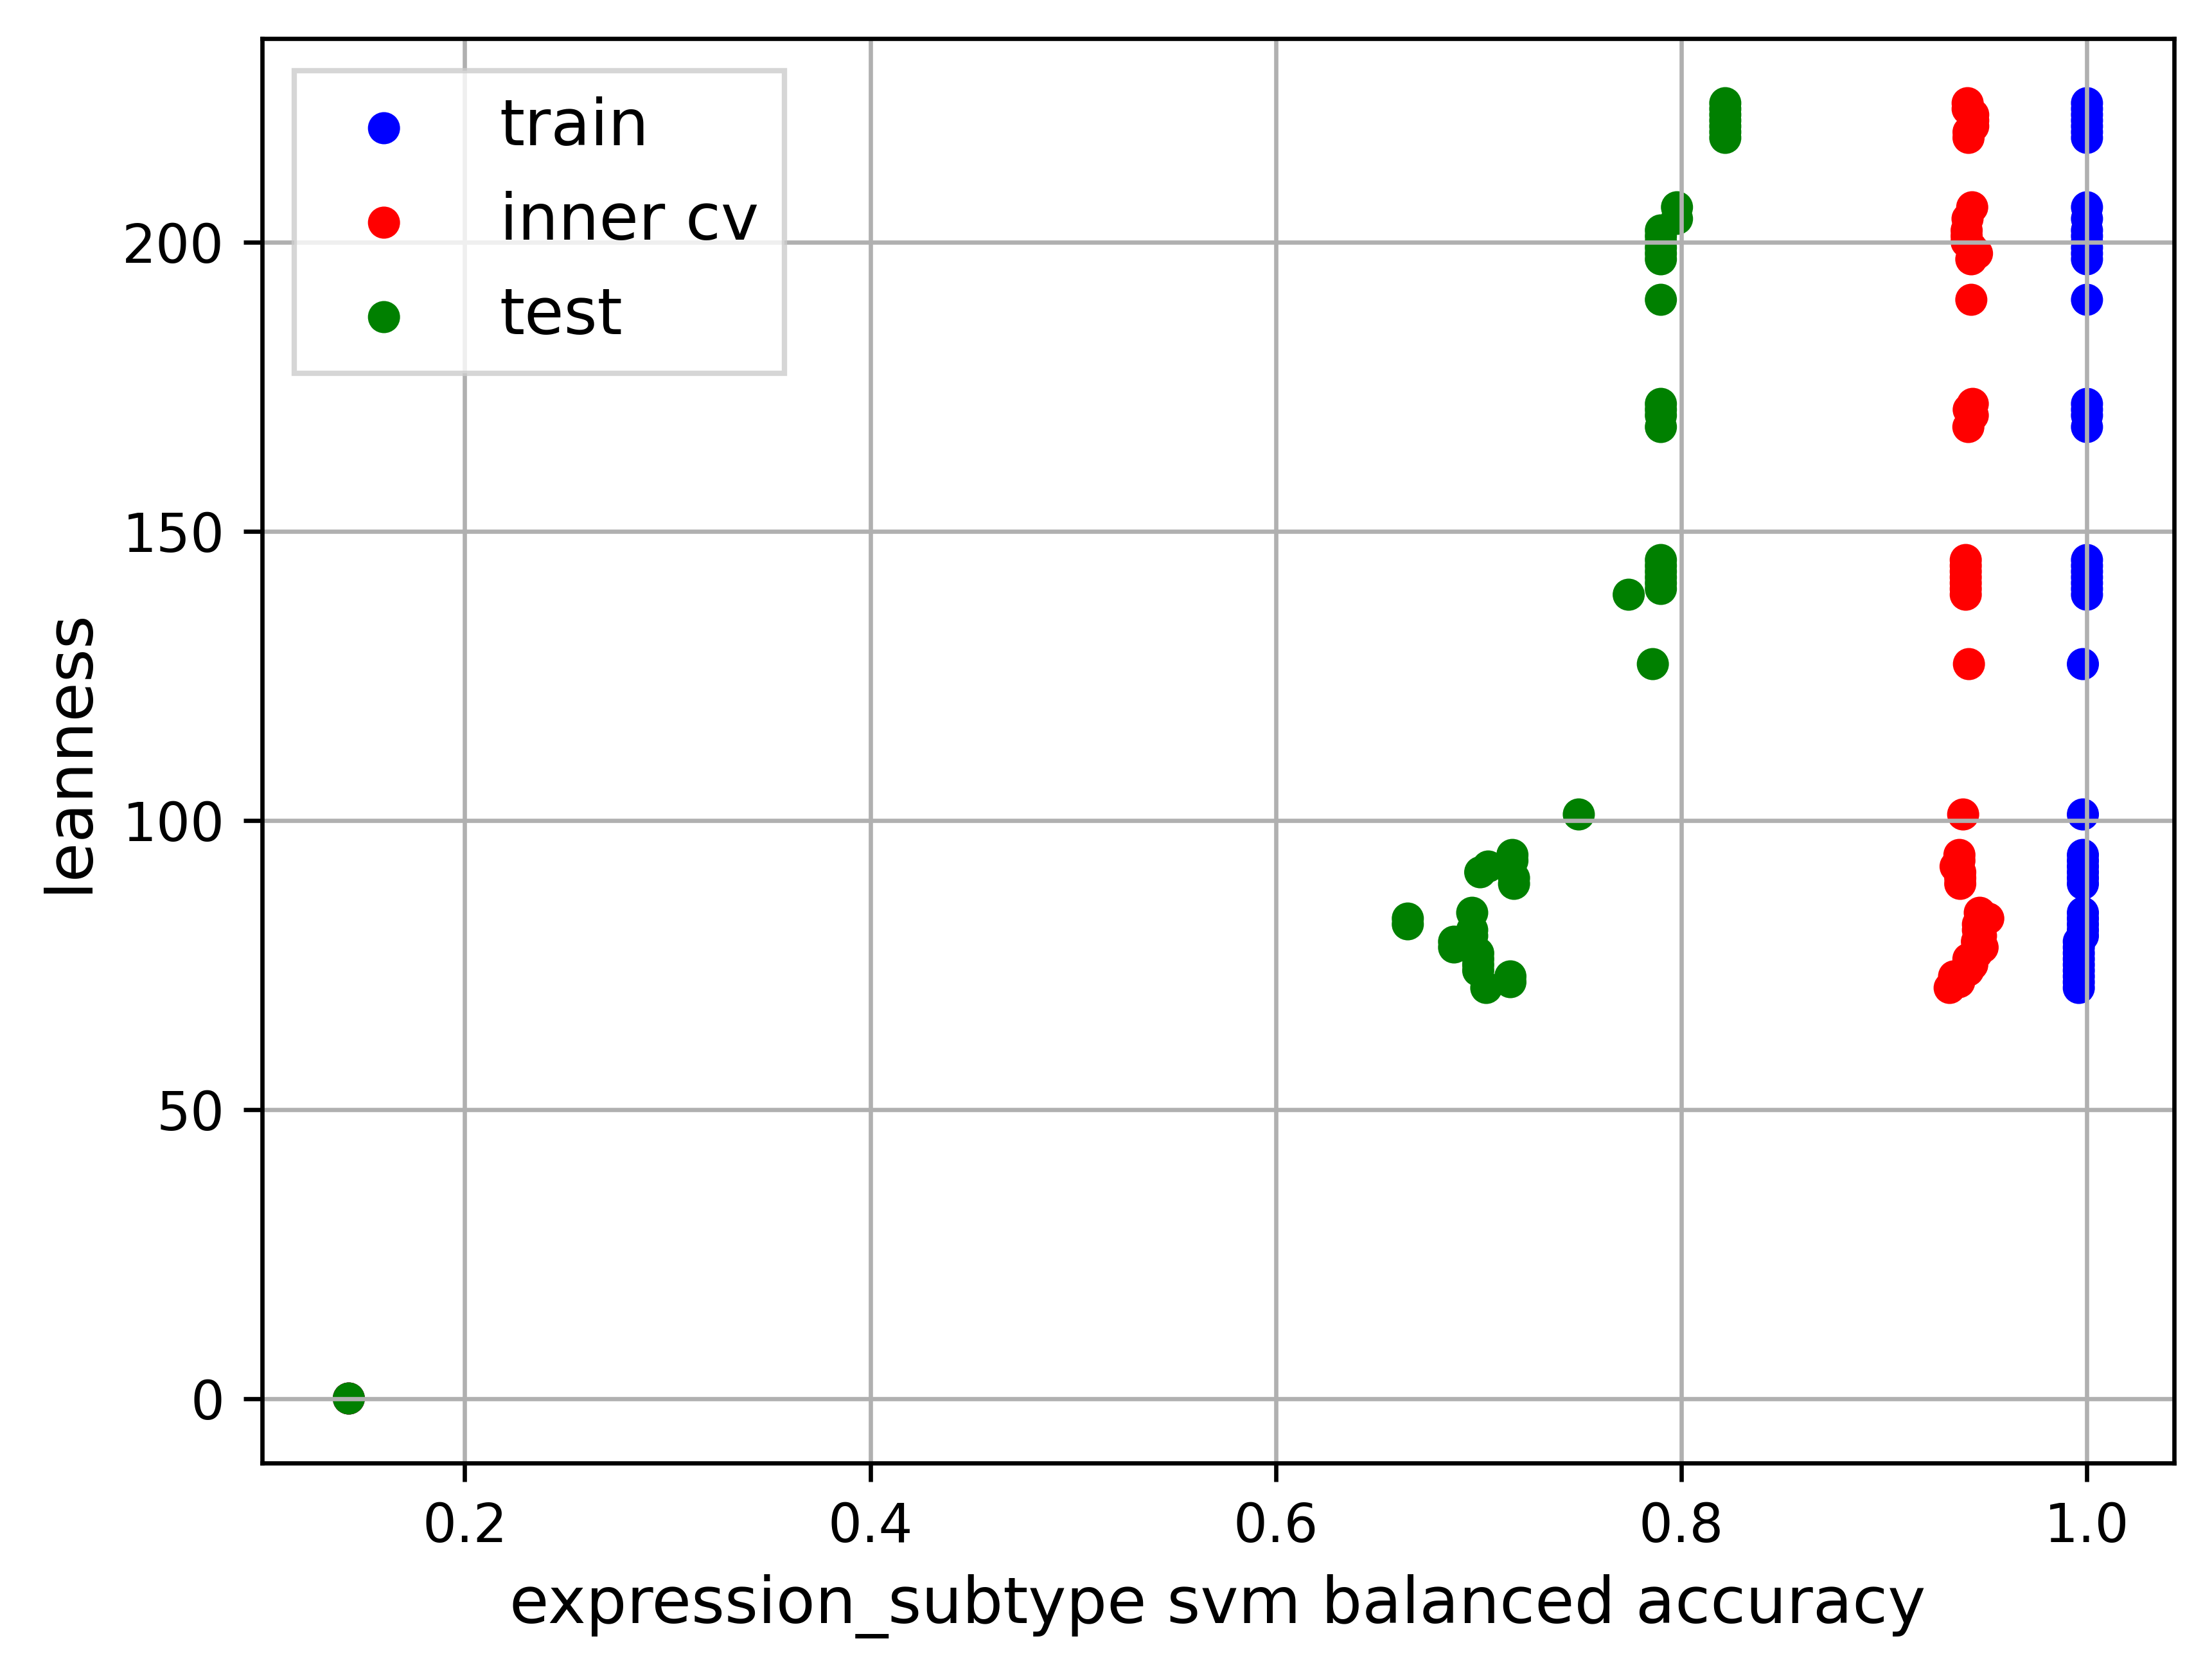 train
inner cv
test
200
150
100
50
0
leanness
0.2 0.4 0.6 0.8 1.0
expression_subtype svm balanced accuracy